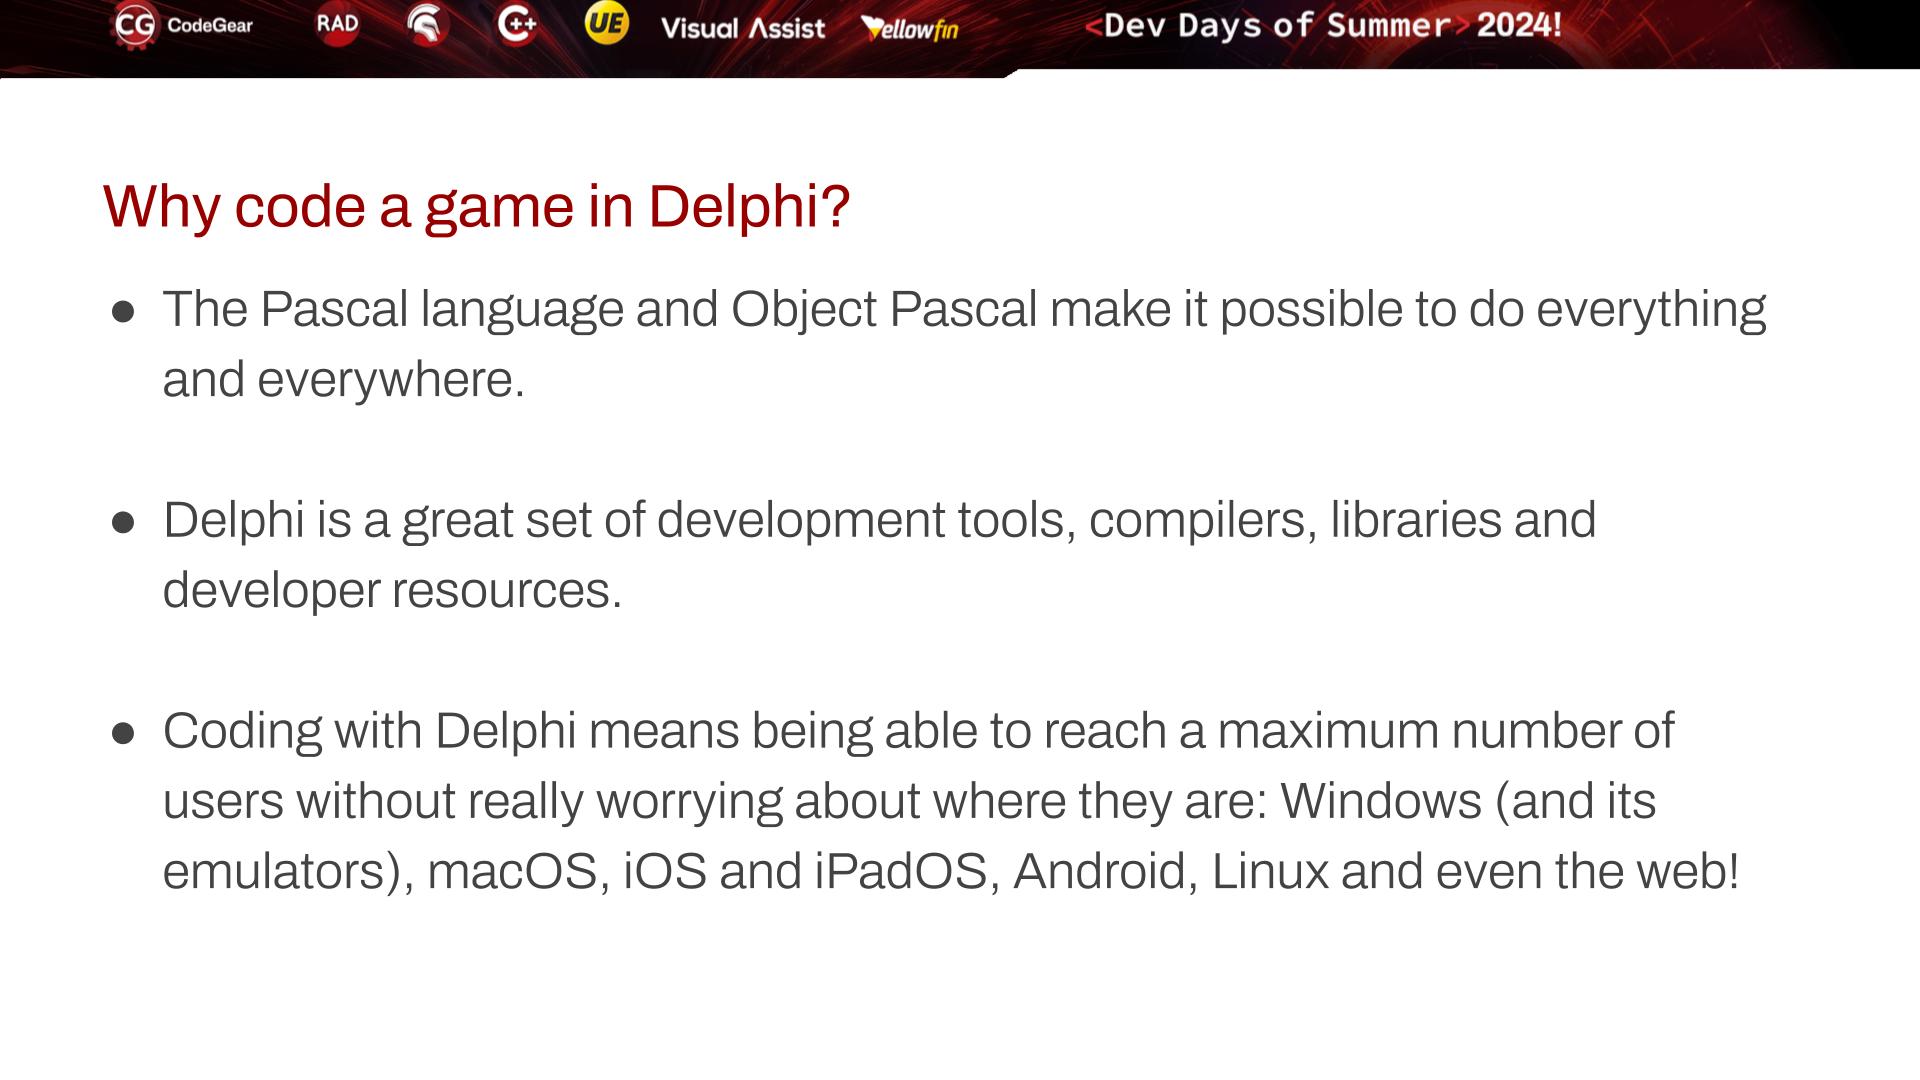 CG CodeGear RAD C++ UE Visual Assist Yellowfin <Dev Days of Summer> 2024!
Why code a game in Delphi?
● The Pascal language and Object Pascal make it possible to do everything
and everywhere.
● Delphi is a great set of development tools, compilers, libraries and
developer resources.
● Coding with Delphi means being able to reach a maximum number of
users without really worrying about where they are: Windows (and its
emulators), macOS, iOS and iPadOS, Android, Linux and even the web!